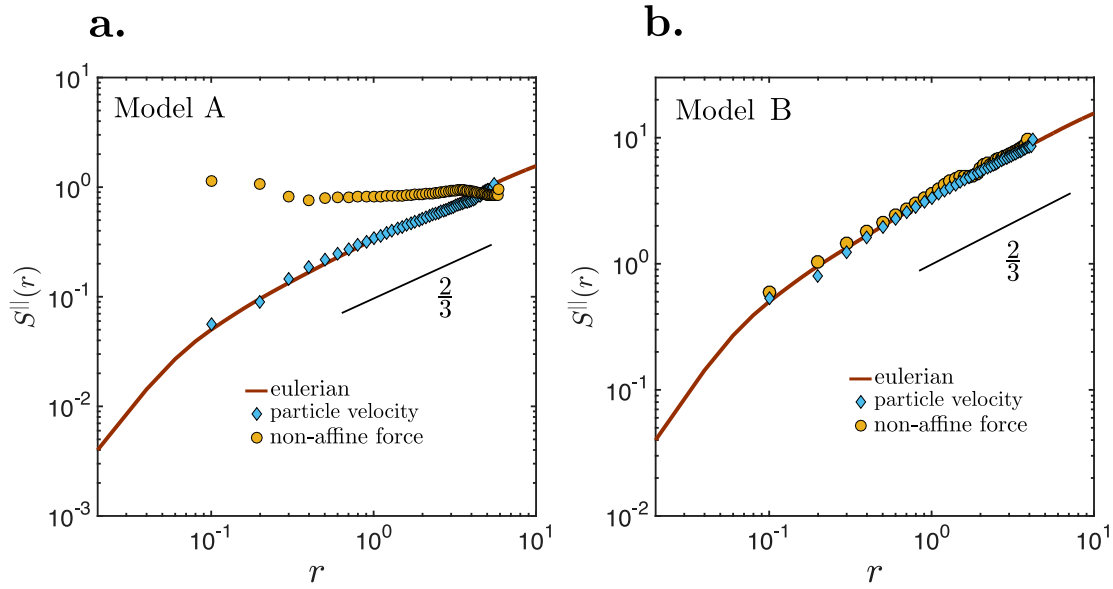 a.
Model A
S^{||}(r)
10^1
10^0
10^{-1}
10^{-2}
10^{-3}
2/3
eulerian
particle velocity
non-affine force
10^{-1}
10^0
10^1
r
b.
Model B
S^{||}(r)
10^1
10^0
10^{-1}
10^{-2}
2/3
eulerian
particle velocity
non-affine force
10^{-1}
10^0
10^1
r